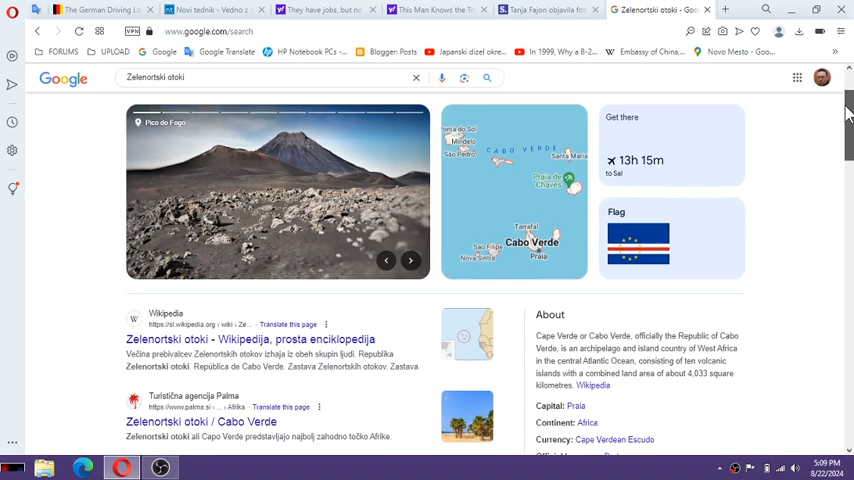 The German Driving La
Novi tednik - Vedno z
They have jobs, but no
This Man Knows the Tr
Tanja Fajon objavila fo
Zelenortski otoki - Goo
VPN
www.google.com/search
FORUMS
UPLOAD
Google
Google Translate
HP Notebook PCs -...
Blogger: Posts
Japanski dizel okre...
In 1999, Why a B-2...
Embassy of China,...
Novo Mesto - Goo...
Google
Zelenortski otoki
Pico do Fogo
Ponta do Sol
Mindelo
São Pedro
CABO VERDE
Santa Maria
Praia de
Chaves
Tarrafal
Cabo Verde
São Filipe
Nova Sintra
Praia
Get there
13h 15m
to Sal
Flag
Wikipedia
https://sl.wikipedia.org › wiki › Ze...
Translate this page
Zelenortski otoki - Wikipedija, prosta enciklopedija
Večina prebivalcev Zelenortskih otokov izhaja iz obeh skupin ljudi. Republika
Zelenortski otoki. República de Cabo Verde. Zastava Zelenortskih otokov. Zastava.
Turistična agencija Palma
https://www.palma.si › ... › Afrika
Translate this page
Zelenortski otoki / Cabo Verde
Zelenortski otoki ali Capo Verde predstavljajo najbolj zahodno točko Afrike.
About
Cape Verde or Cabo Verde, officially the Republic of Cabo
Verde, is an archipelago and island country of West Africa
in the central Atlantic Ocean, consisting of ten volcanic
islands with a combined land area of about 4,033 square
kilometres. Wikipedia
Capital: Praia
Continent: Africa
Currency: Cape Verdean Escudo
5:09 PM
8/22/2024